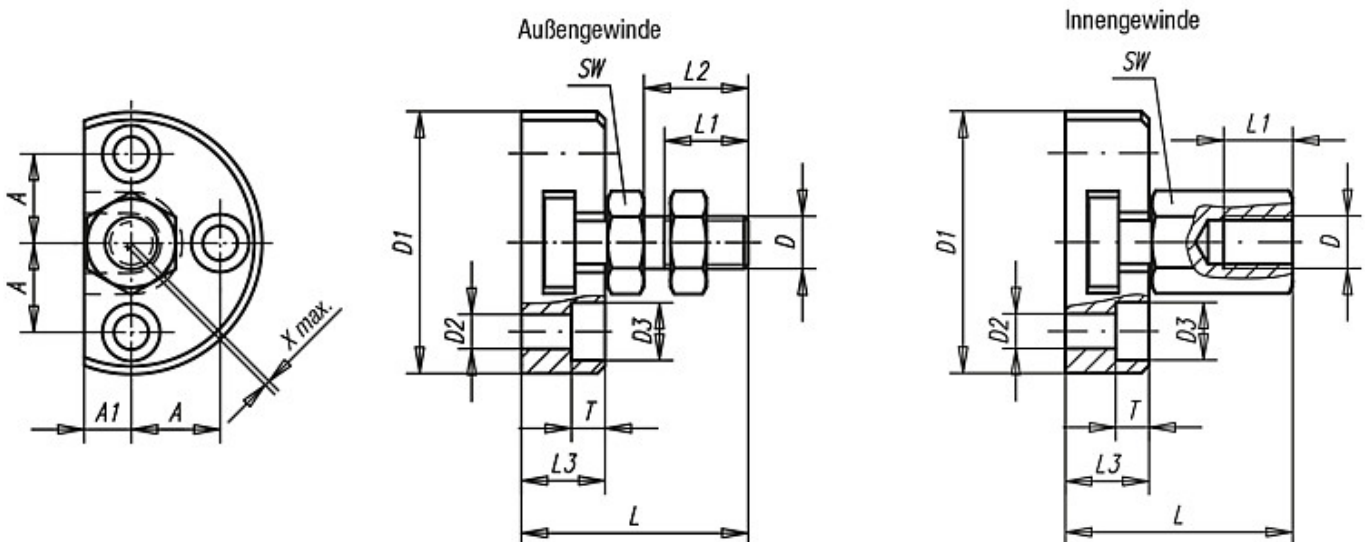 A
A
A1
A
X max.
Außengewinde
SW
L2
L1
D1
D
D2
D3
T
L3
L
Innengewinde
SW
L1
D1
D
D2
D3
T
L3
L